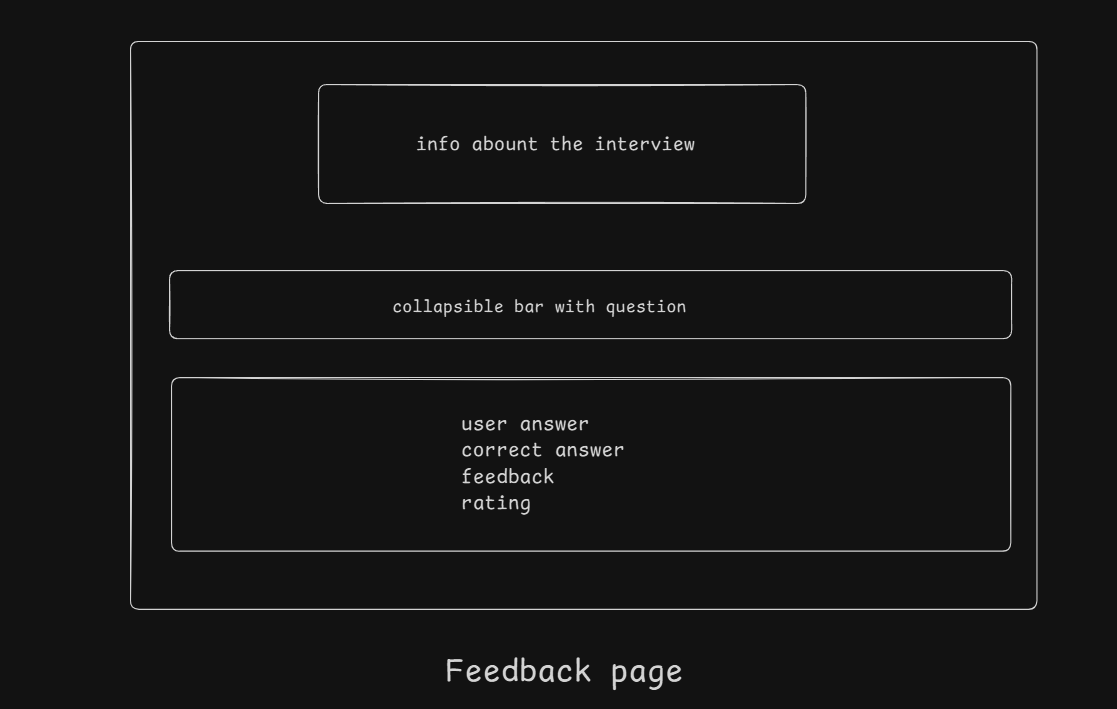 info abount the interview
collapsible bar with question
user answer
correct answer
feedback
rating
Feedback page